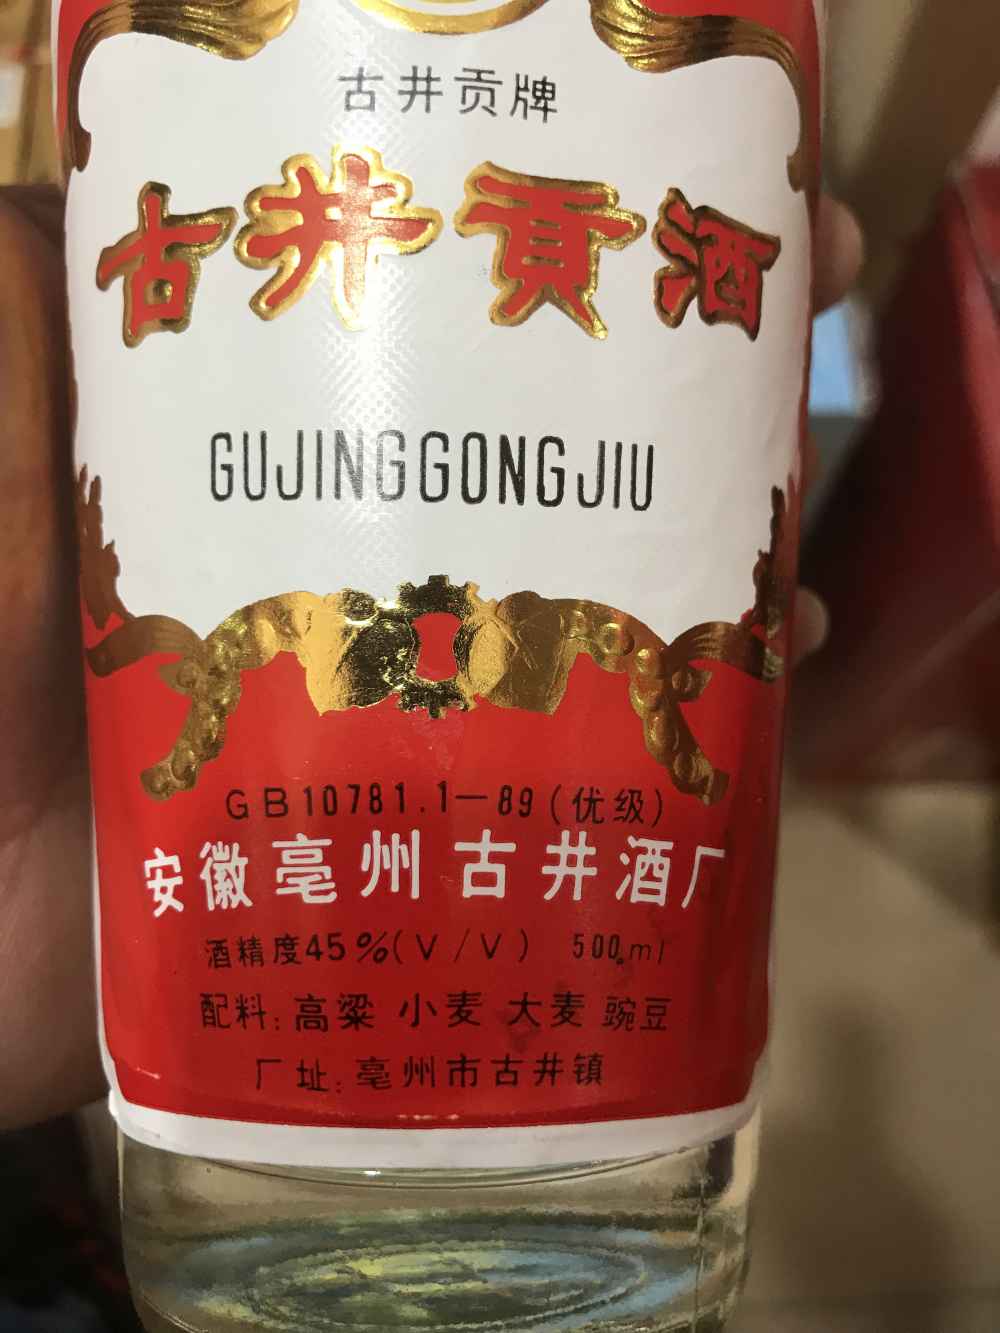 古井贡牌
古井贡酒
GUJINGGONGJIU
GB10781.1—89(优级)
安徽亳州古井酒厂
酒精度45%(V/V) 500ml
配料:高粱 小麦 大麦 豌豆
厂址:亳州市古井镇